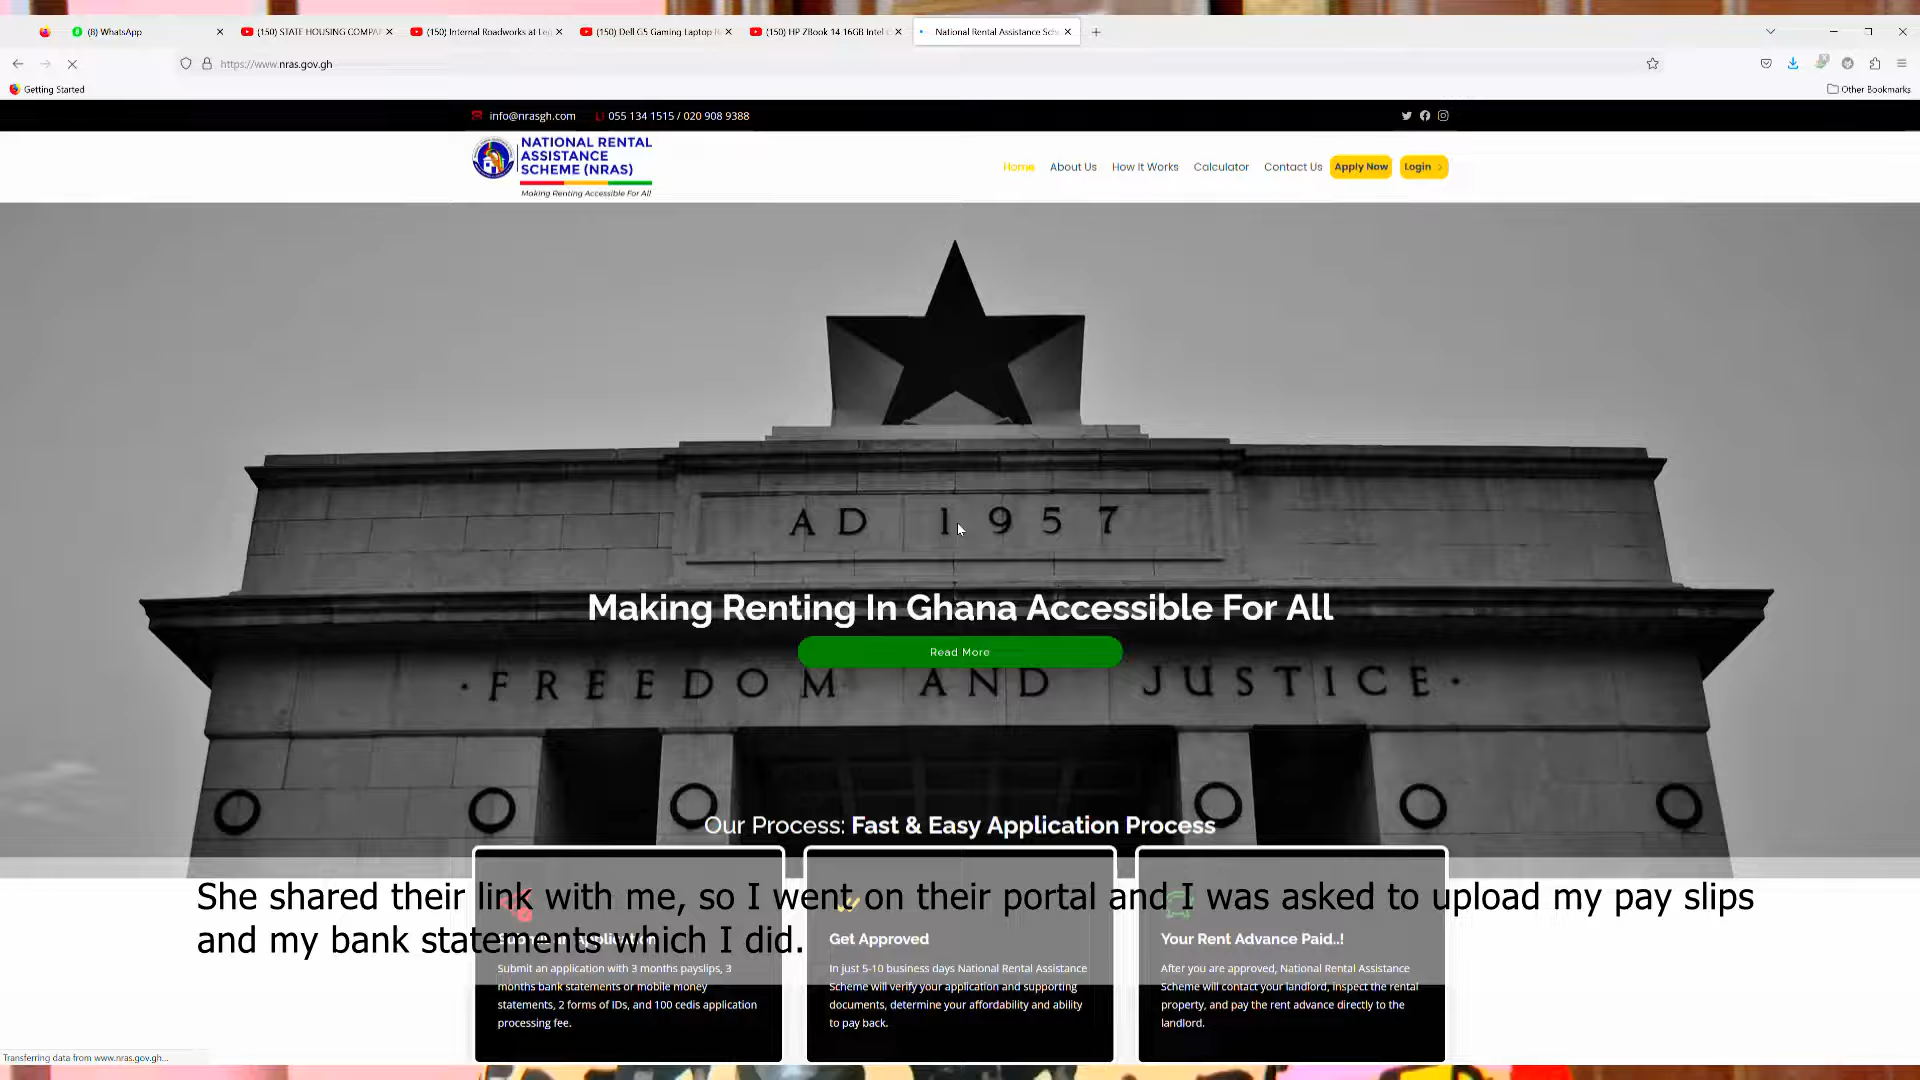 (8) WhatsApp
(150) STATE HOUSING COMPA
(150) Internal Roadworks at Le
(150) Dell G5 Gaming Laptop
(150) HP ZBook 14 16GB Intel
National Rental Assistance Sch
https://www.nras.gov.gh
Getting Started
Other Bookmarks
info@nrasgh.com
055 134 1515 / 020 908 9388
NATIONAL RENTAL
ASSISTANCE
SCHEME (NRAS)
Making Renting Accessible For All
Home
About Us
How It Works
Calculator
Contact Us
Apply Now
Login
AD 1957
Making Renting In Ghana Accessible For All
Read More
· FREEDOM AND JUSTICE ·
Our Process: Fast & Easy Application Process
She shared their link with me, so I went on their portal and I was asked to upload my pay slips
and my bank statements which I did.
Submit an Application
Submit an application with 3 months payslips, 3
months bank statements or mobile money
statements, 2 forms of IDs, and 100 cedis application
processing fee.
Get Approved
In just 5-10 business days National Rental Assistance
Scheme will verify your application and supporting
documents, determine your affordability and ability
to pay back.
Your Rent Advance Paid..!
After you are approved, National Rental Assistance
Scheme will contact your landlord, inspect the rental
property, and pay the rent advance directly to the
landlord.
Transferring data from www.nras.gov.gh...